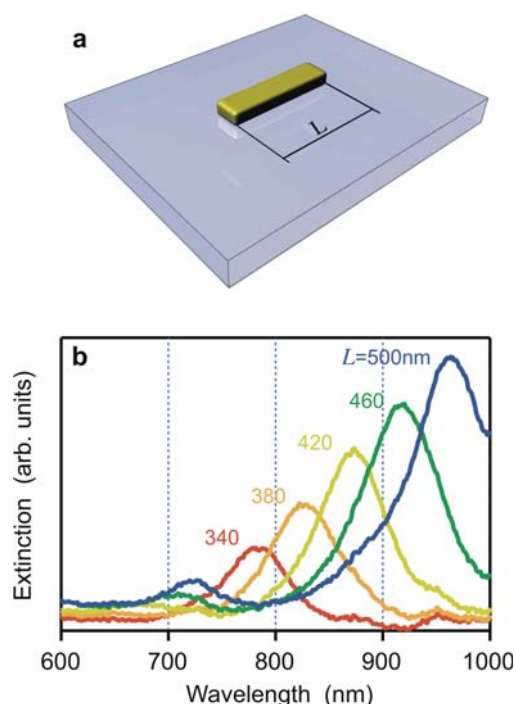 a
L
b
L=500nm
460
420
380
340
Extinction (arb. units)
600 700 800 900 1000
Wavelength (nm)